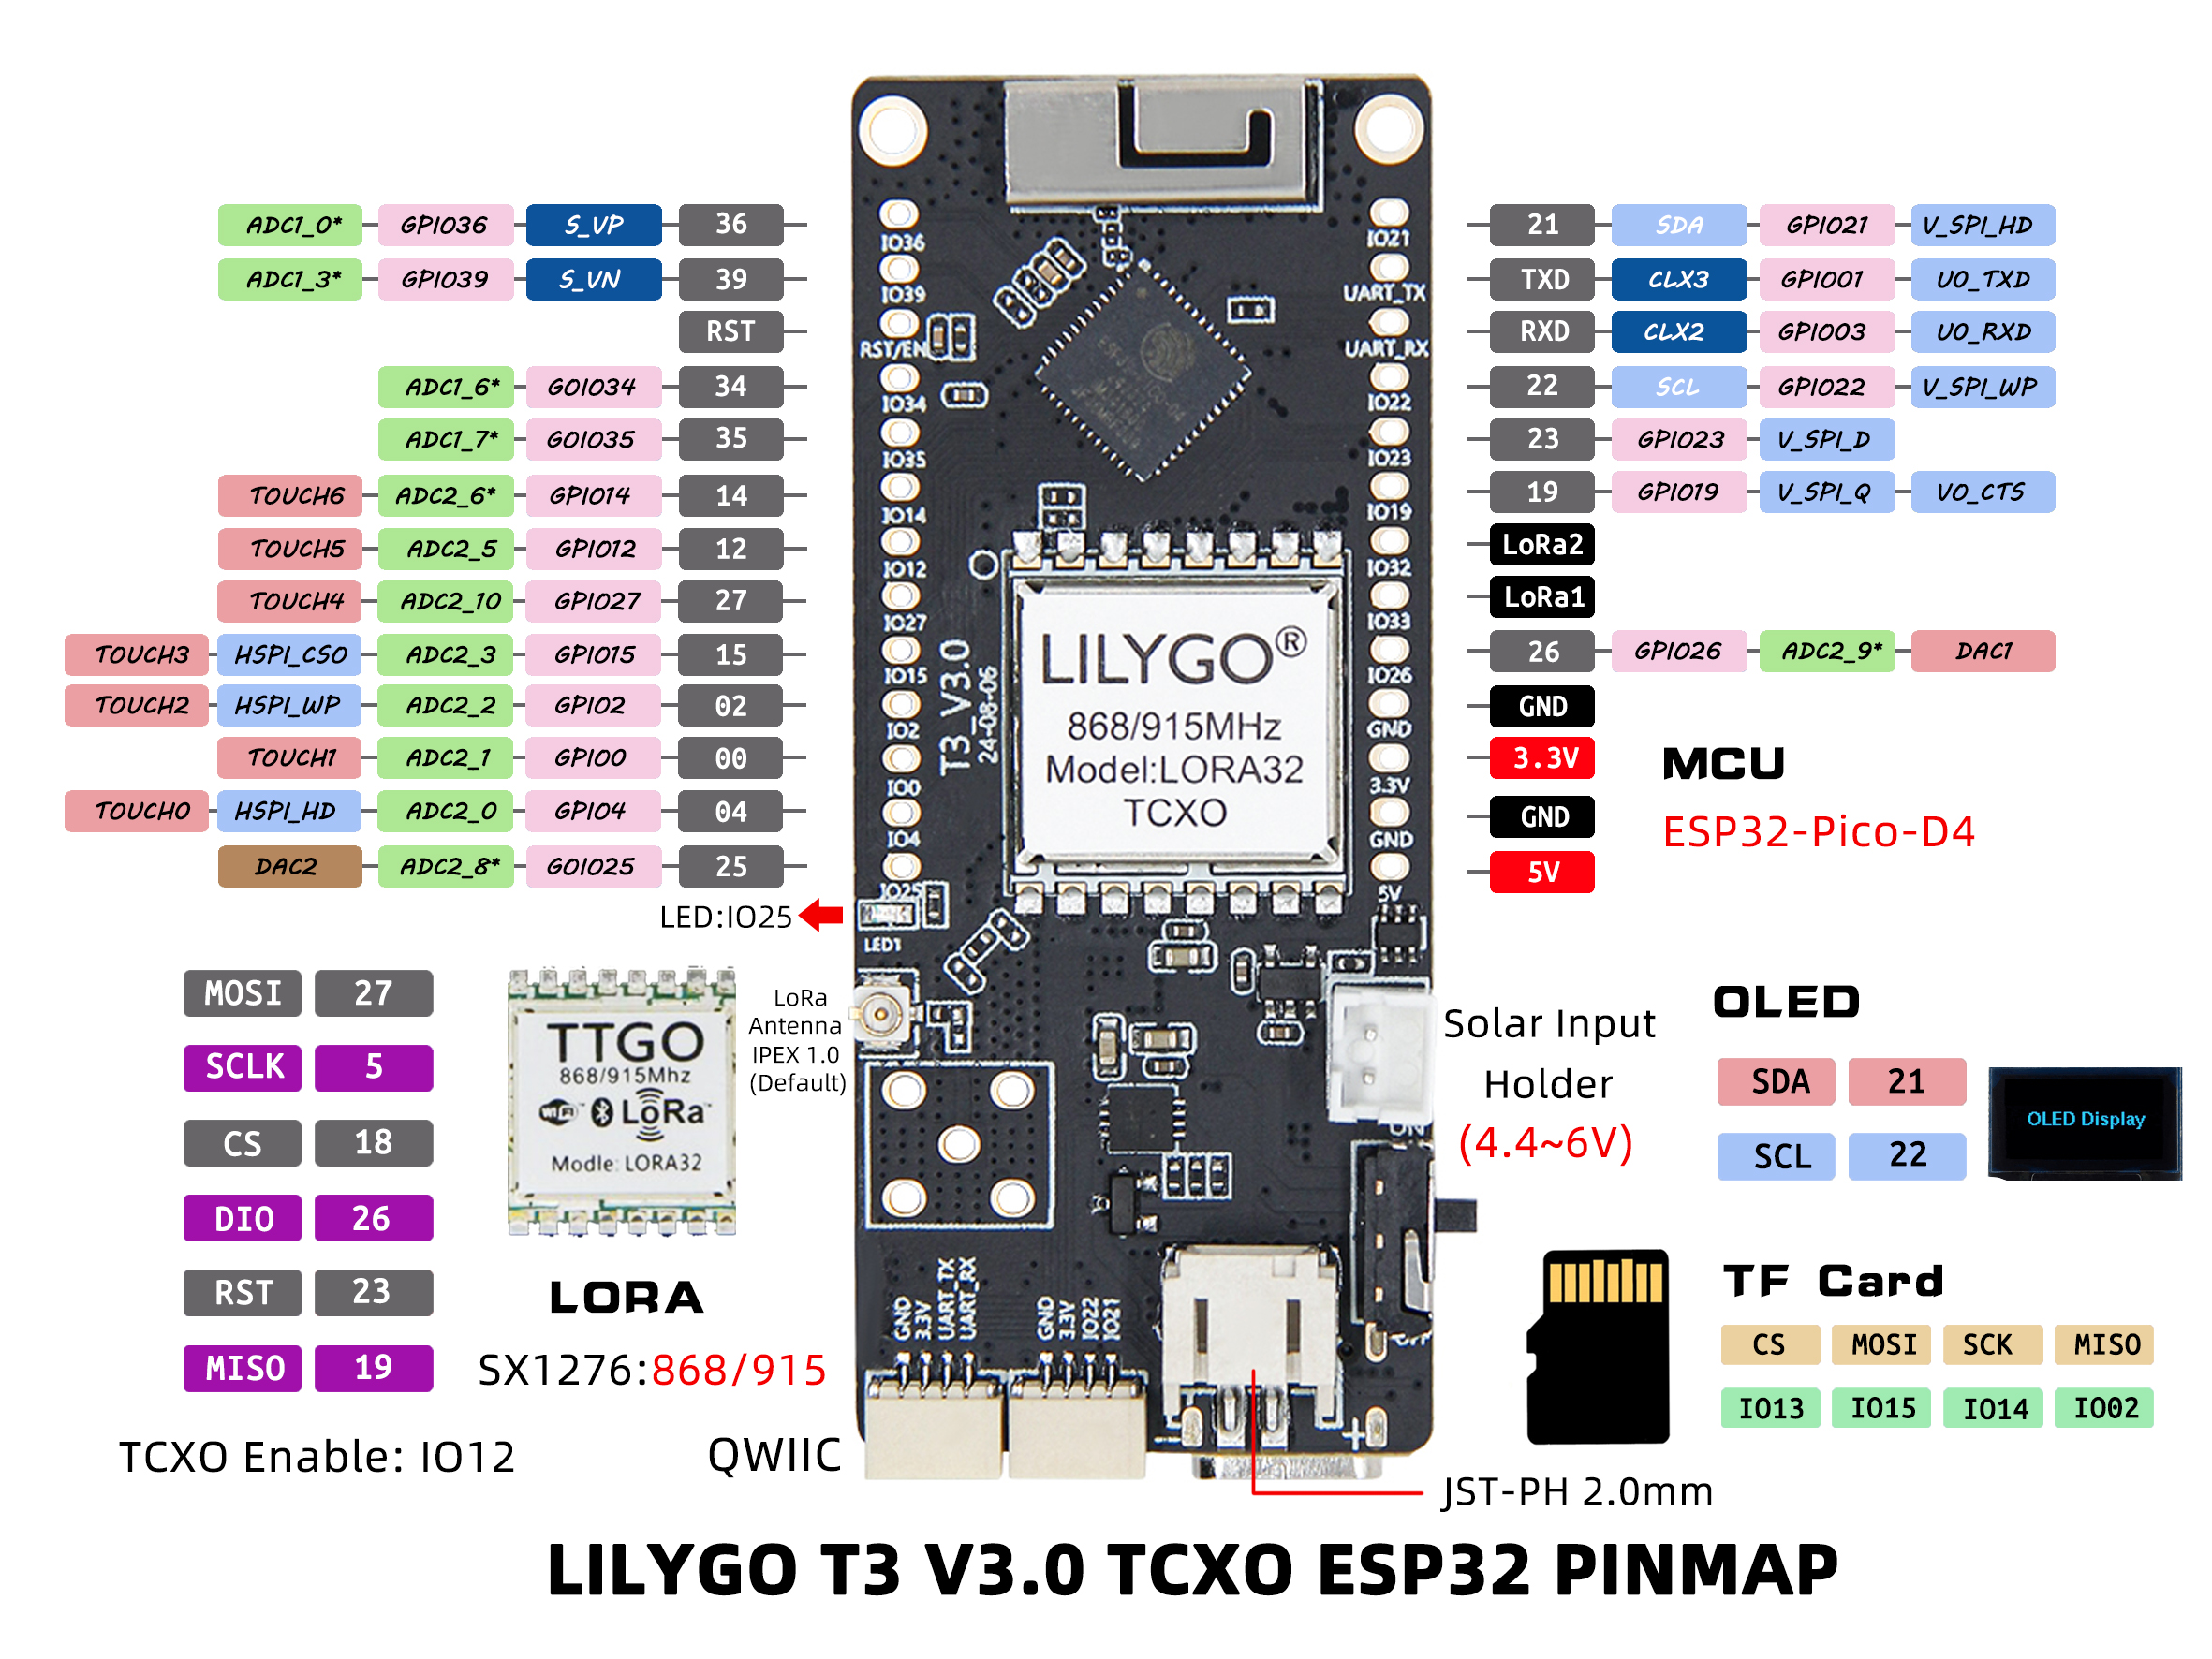 ADC1_0* GPIO36 S_VP 36
ADC1_3* GPIO39 S_VN 39
RST
ADC1_6* GOIO34 34
ADC1_7* GOIO35 35
TOUCH6 ADC2_6* GPIO14 14
TOUCH5 ADC2_5 GPIO12 12
TOUCH4 ADC2_10 GPIO27 27
TOUCH3 HSPI_CSO ADC2_3 GPIO15 15
TOUCH2 HSPI_WP ADC2_2 GPIO2 02
TOUCH1 ADC2_1 GPIO0 00
TOUCH0 HSPI_HD ADC2_0 GPIO4 04
DAC2 ADC2_8* GOIO25 25
LED:IO25
IO36
IO39
RST/EN
IO34
IO35
IO14
IO12
IO27
IO15
IO2
IO0
IO4
IO25
LED1
T3_V3.0
24-08-06
LILYGO®
868/915MHz
Model:LORA32
TCXO
IO21
UART_TX
UART_RX
IO22
IO23
IO19
IO32
IO33
IO26
GND
3.3V
GND
5V
21 SDA GPIO21 V_SPI_HD
TXD CLX3 GPIO01 UO_TXD
RXD CLX2 GPIO03 UO_RXD
22 SCL GPIO22 V_SPI_WP
23 GPIO23 V_SPI_D
19 GPIO19 V_SPI_Q VO_CTS
LoRa2
LoRa1
26 GPIO26 ADC2_9* DAC1
GND
3.3V
GND
5V
MCU
ESP32-Pico-D4
MOSI 27
SCLK 5
CS 18
DIO 26
RST 23
MISO 19
TCXO Enable: IO12
TTGO
868/915Mhz
WiFi LoRa
Modle: LORA32
LORA
SX1276:868/915
LoRa
Antenna
IPEX 1.0
(Default)
GND
3.3V
UART_TX
UART_RX
GND
3.3V
IO22
IO21
QWIIC
ON
OFF
- +
Solar Input
Holder
(4.4~6V)
OLED
SDA 21
SCL 22
OLED Display
TF Card
CS MOSI SCK MISO
IO13 IO15 IO14 IO02
JST-PH 2.0mm
LILYGO T3 V3.0 TCXO ESP32 PINMAP